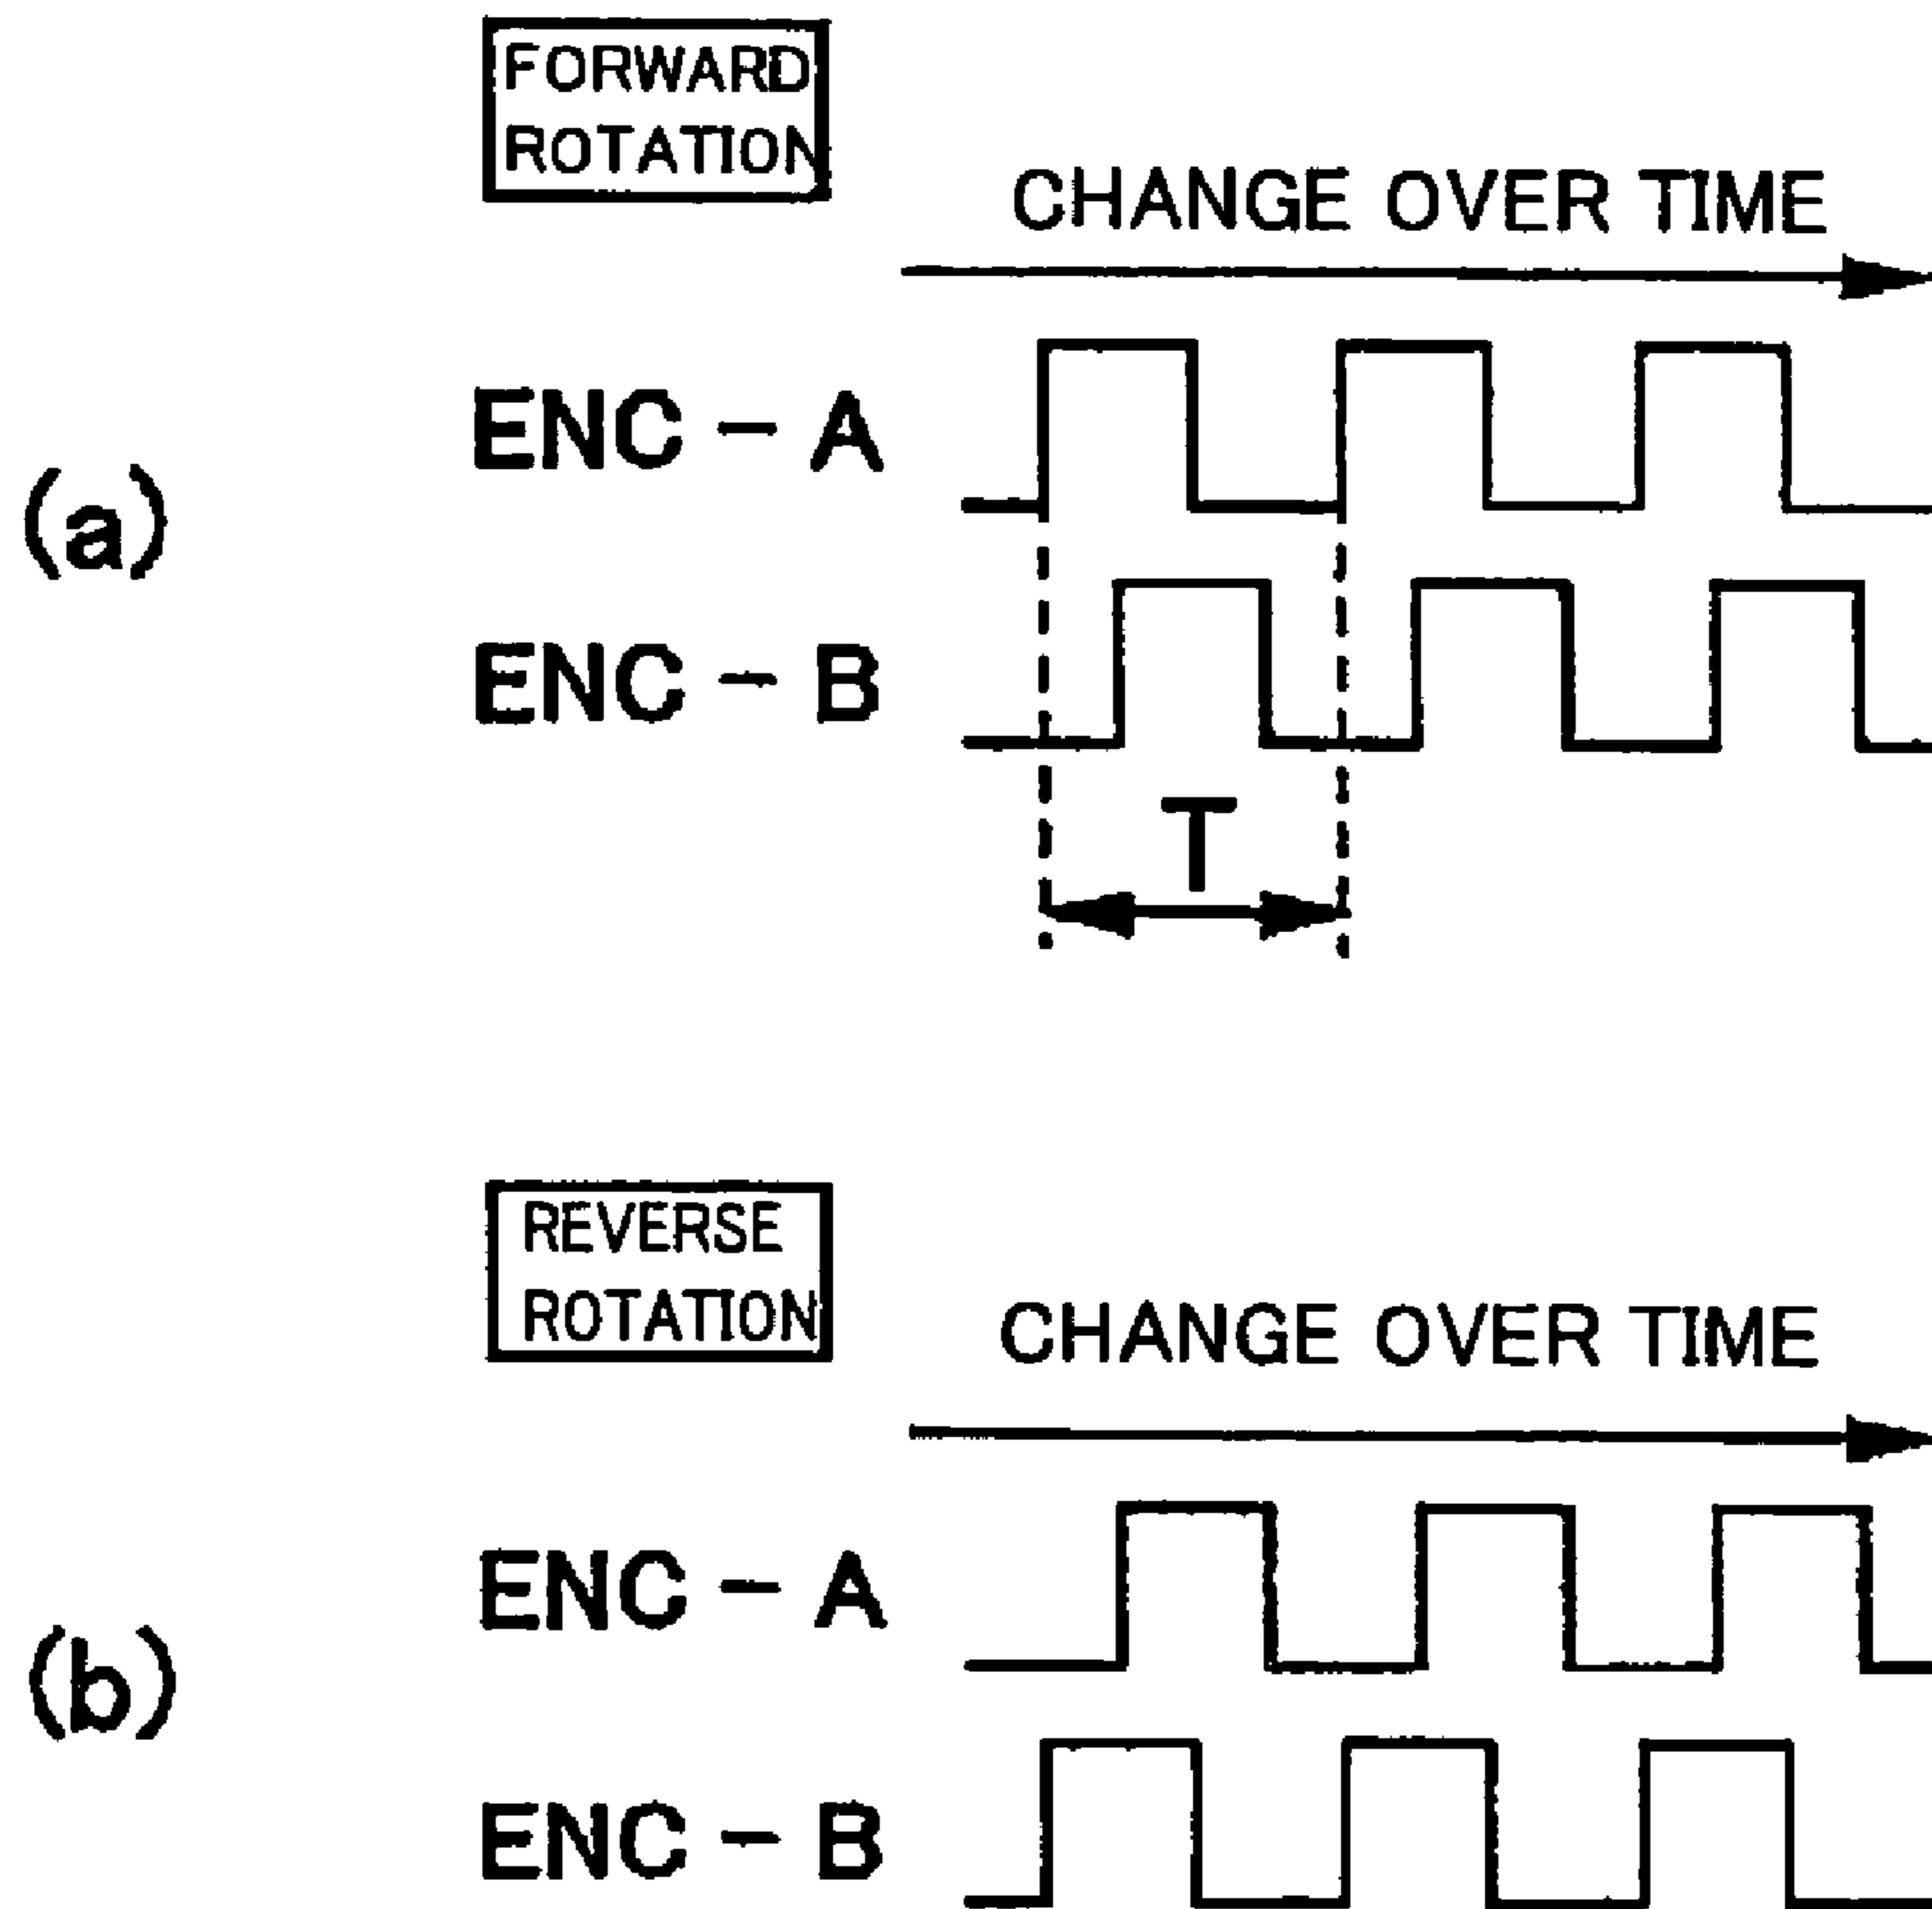 FORWARD
ROTATION
CHANGE OVER TIME
ENC-A
(a)
ENC-B
T
REVERSE
ROTATION
CHANGE OVER TIME
ENC-A
(b)
ENC-B